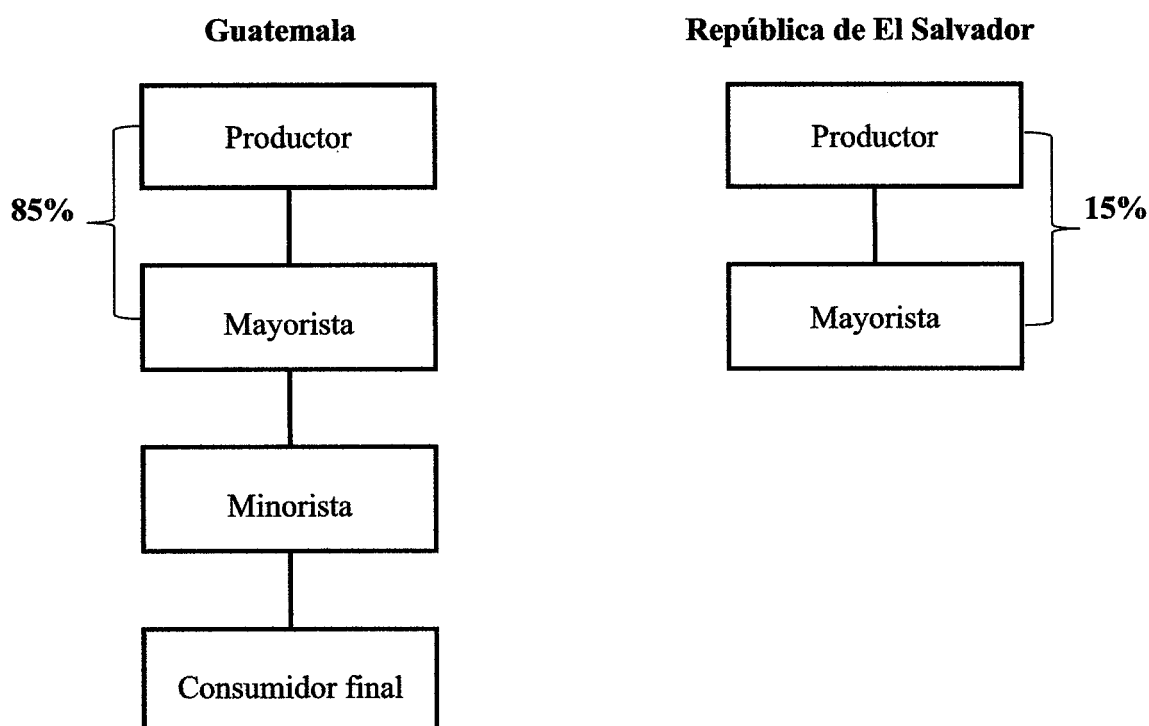 Guatemala
Productor
85%
Mayorista
Minorista
Consumidor final
República de El Salvador
Productor
15%
Mayorista